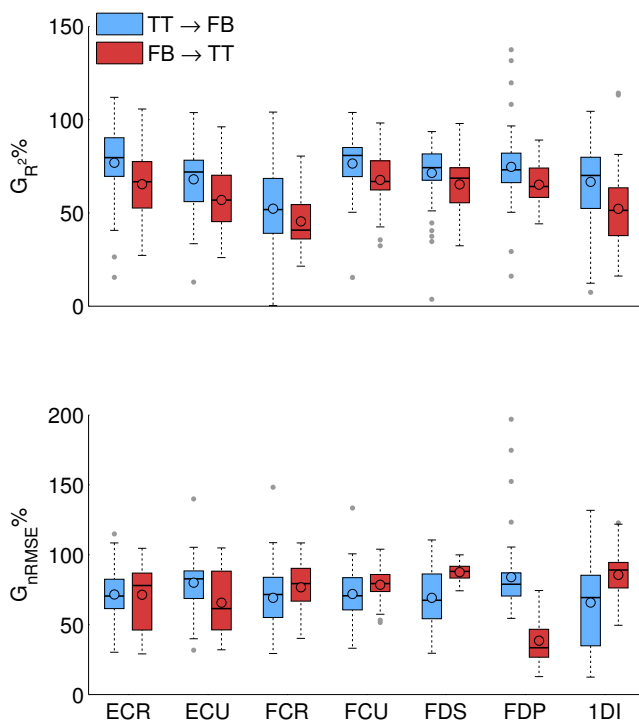 150
TT → FB
FB → TT
100
G_R²%
50
0
200
150
G_nRMSE%
100
50
0
ECR ECU FCR FCU FDS FDP 1DI